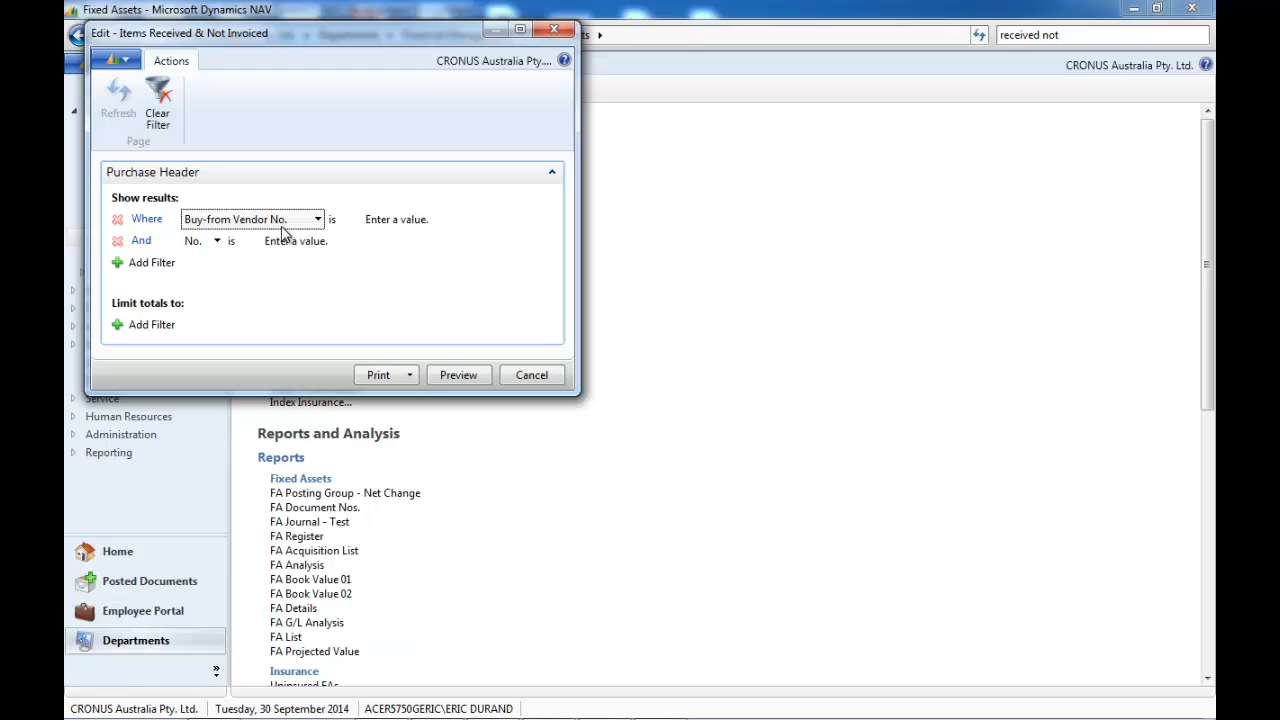 Fixed Assets - Microsoft Dynamics NAV
Edit - Items Received & Not Invoiced
received not
Actions
CRONUS Australia Pty....
CRONUS Australia Pty. Ltd.
Refresh
Clear Filter
Page
Purchase Header
Show results:
Where Buy-from Vendor No. is Enter a value.
And No. is Enter a value.
Add Filter
Limit totals to:
Add Filter
Print
Preview
Cancel
Service
Human Resources
Administration
Reporting
Index Insurance...
Reports and Analysis
Reports
Fixed Assets
FA Posting Group - Net Change
FA Document Nos.
FA Journal - Test
FA Register
FA Acquisition List
FA Analysis
FA Book Value 01
FA Book Value 02
FA Details
FA G/L Analysis
FA List
FA Projected Value
Insurance
Uninsured FAs
Home
Posted Documents
Employee Portal
Departments
CRONUS Australia Pty. Ltd.
Tuesday, 30 September 2014
ACER5750GERIC\ERIC DURAND